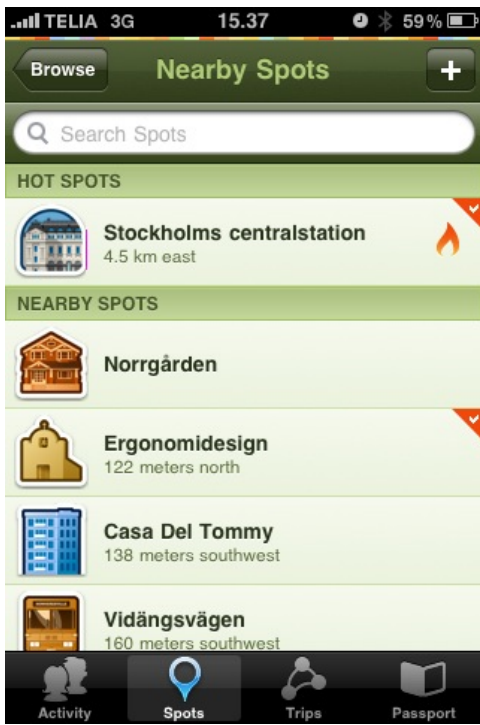 TELIA 3G 15.37 59%
Browse Nearby Spots +
Search Spots
HOT SPOTS
Stockholms centralstation
4.5 km east
NEARBY SPOTS
Norrgården
Ergonomidesign
122 meters north
Casa Del Tommy
138 meters southwest
Vidängsvägen
160 meters southwest
Activity Spots Trips Passport